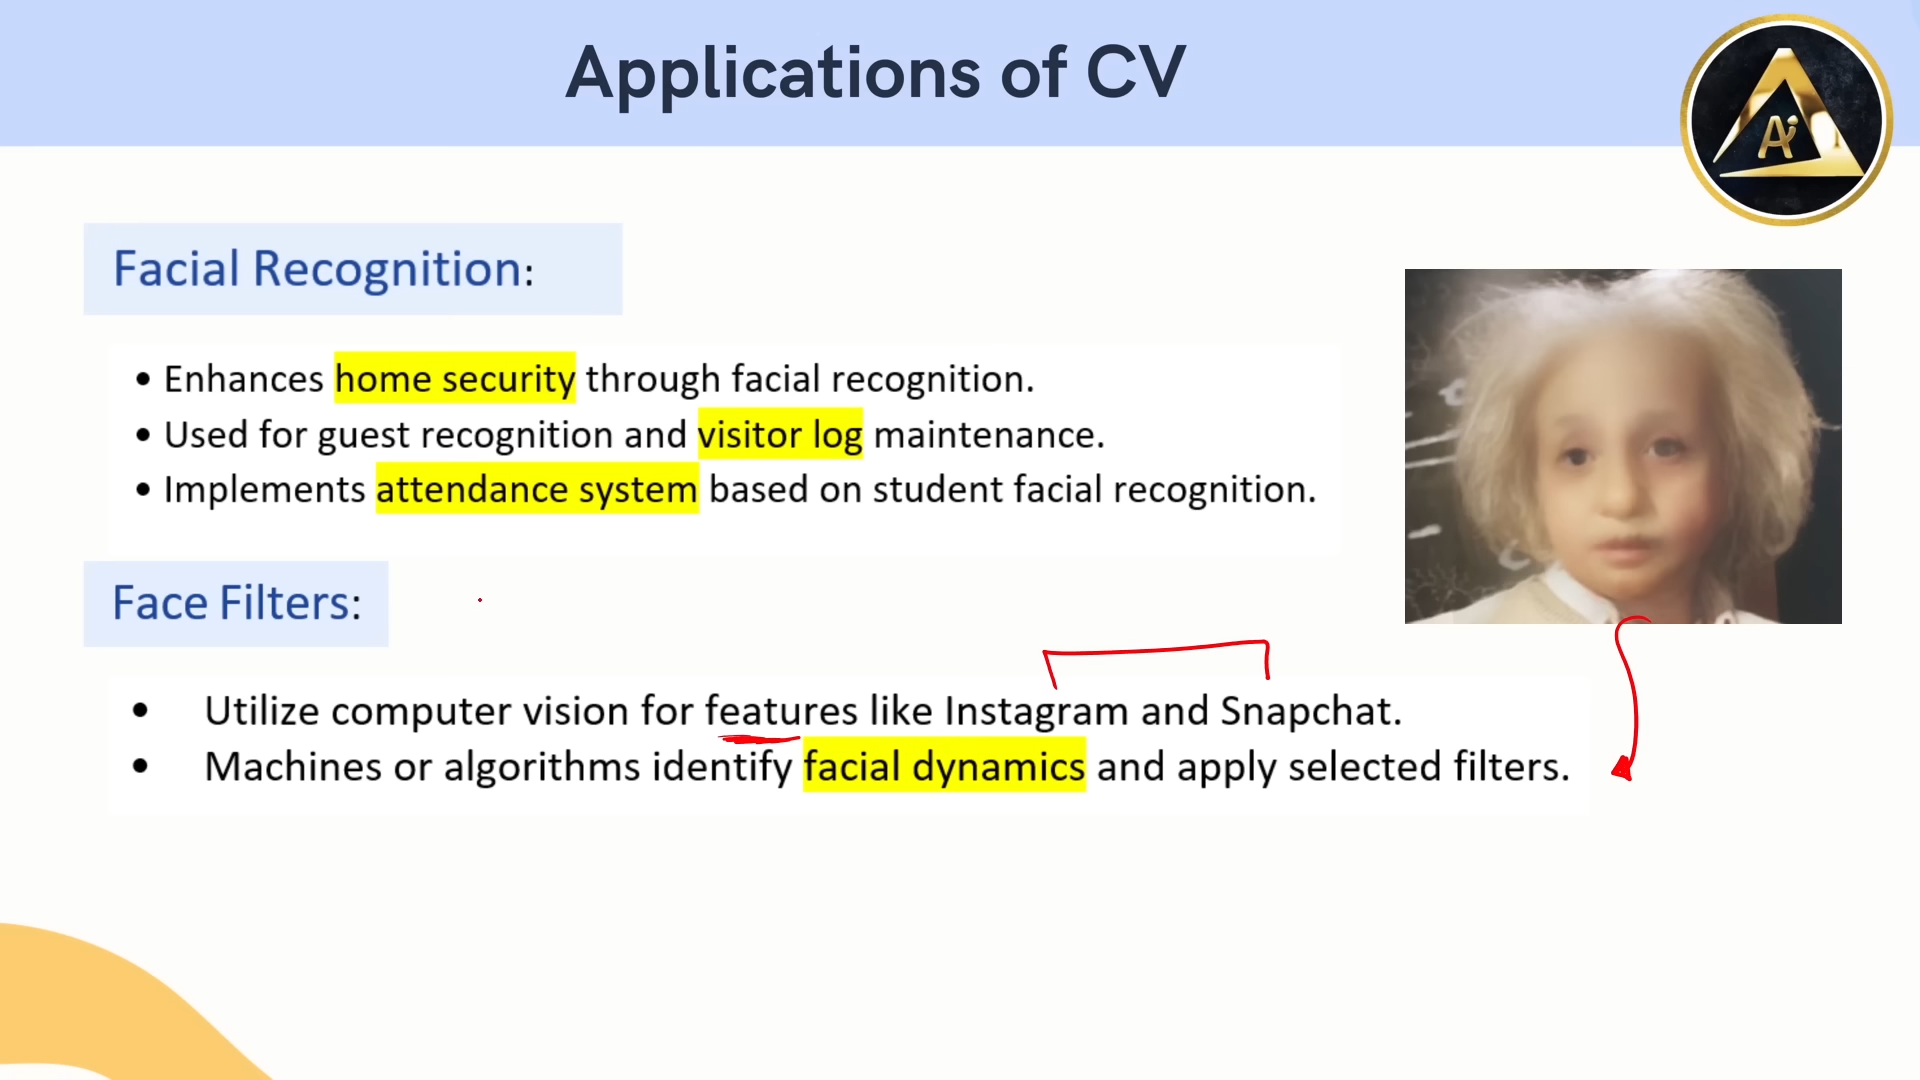 Applications of CV
Ai
Facial Recognition:
• Enhances home security through facial recognition.
• Used for guest recognition and visitor log maintenance.
• Implements attendance system based on student facial recognition.
Face Filters:
• Utilize computer vision for features like Instagram and Snapchat.
• Machines or algorithms identify facial dynamics and apply selected filters.